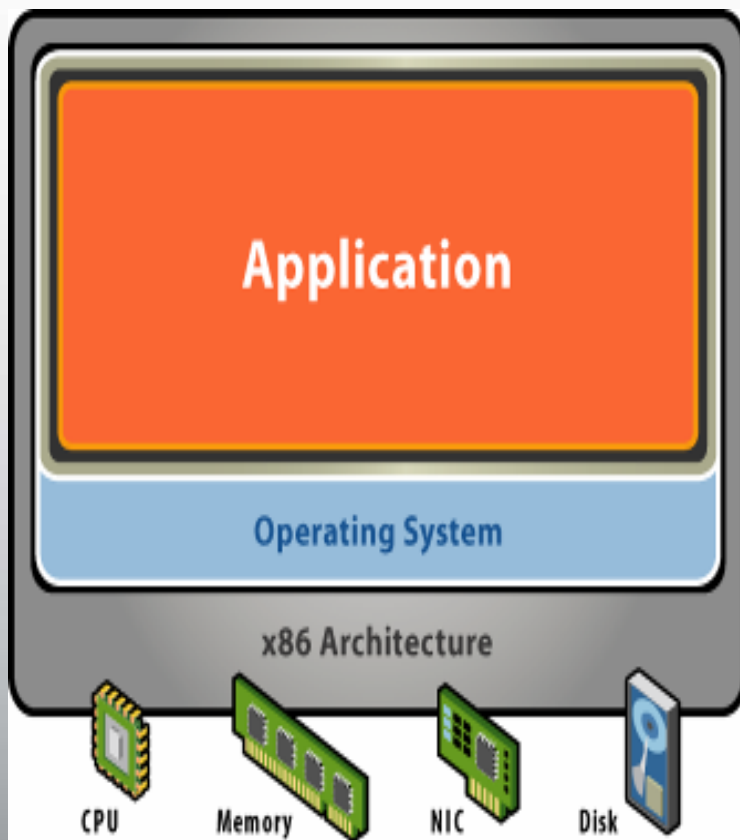 Application
Operating System
x86 Architecture
CPU Memory NIC Disk